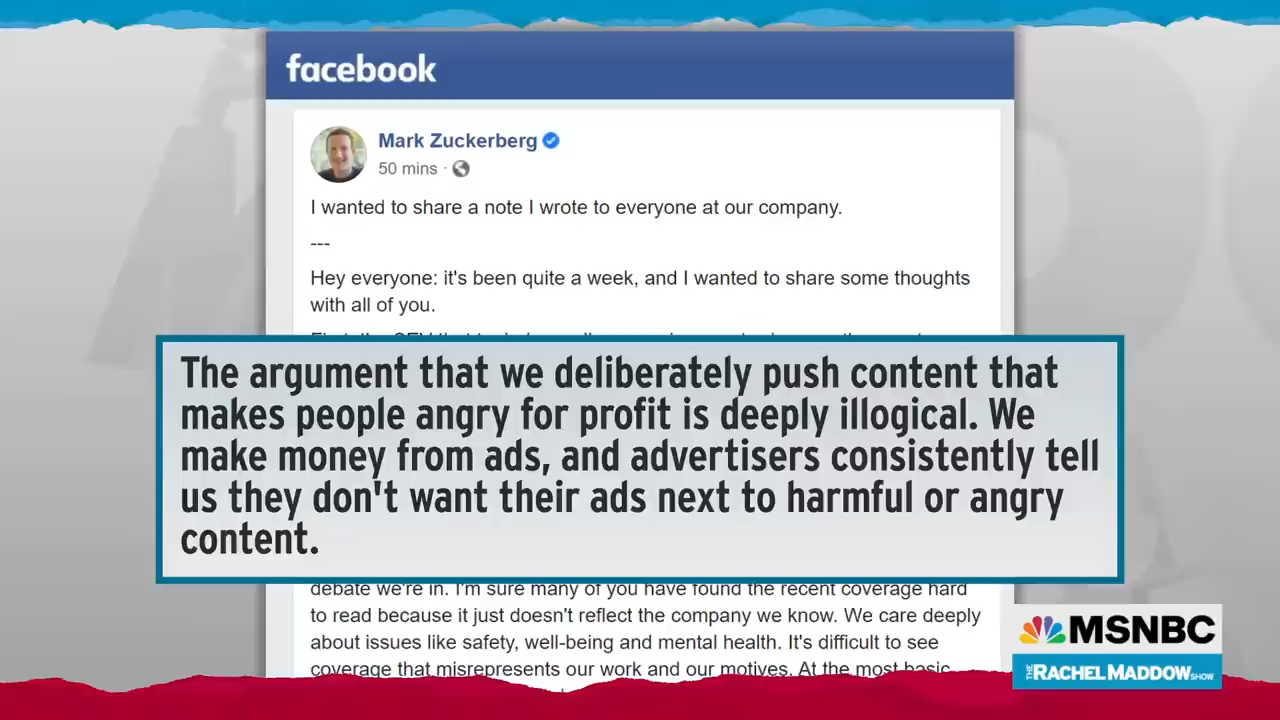 facebook
Mark Zuckerberg
50 mins ·
I wanted to share a note I wrote to everyone at our company.
---
Hey everyone: it's been quite a week, and I wanted to share some thoughts
with all of you.
The argument that we deliberately push content that
makes people angry for profit is deeply illogical. We
make money from ads, and advertisers consistently tell
us they don't want their ads next to harmful or angry
content.
debate we're in. I'm sure many of you have found the recent coverage hard
to read because it just doesn't reflect the company we know. We care deeply
about issues like safety, well-being and mental health. It's difficult to see
coverage that misrepresents our work and our motives. At the most basic
MSNBC
THE RACHEL MADDOW SHOW